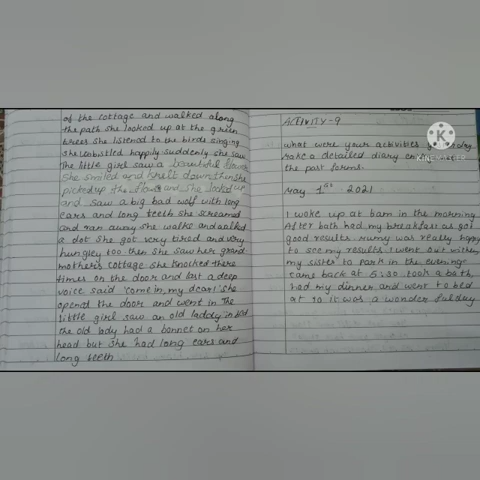 of the cottage and walked along
the path she looked up at the green
trees she listened to the birds singing
she whistled happily suddenly she saw
the little girl saw a beautiful flower
she smiled and knelt down then she
picked up the flower and she looked up
and saw a big bad wolf with long
ears and long teeth she screamed
and ran away she walke and walked
a dot she got very tired and very
hungrey too then she saw her grand
mother's cottage she knocked there
times on the door and last a deep
voice said 'come in, my dear! she
opened the door and went in the
little girl saw an old laddy in bed
the old lady had a bonnet on her
head but she had long ears and
long teeth
ACTIVITY-9
what were your activities
make a detailed diary
the past forms.
May 1st 2021
I woke up at 6am in the morning
After bath had my breakfast as got
good results Mumy was really happy
to see my results I went out with
my sister to park in the evening
came back at 5:30 took a bath,
had my dinner and went to bed
at 10 it was a wonder fulday
KINEMASTER